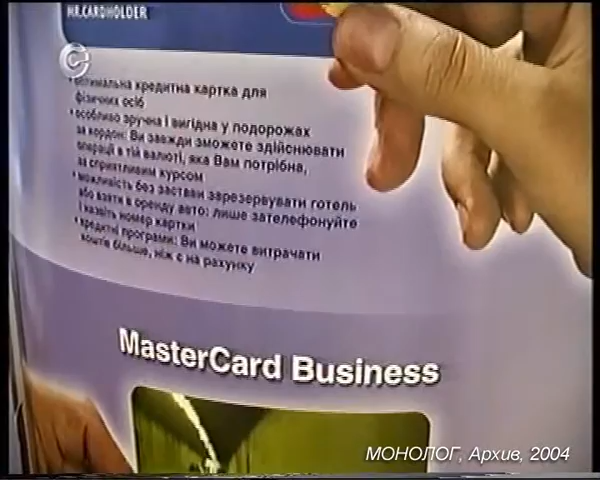 MR.CARDHOLDER
• оптимальна кредитна картка для
фізичних осіб
• особливо зручна і вигідна у подорожах
за кордон: Ви завжди зможете здійснювати
операції в тій валюті, яка Вам потрібна,
за сприятливим курсом
• можливість без застави зарезервувати готель
або взяти в оренду авто: лише зателефонуйте
і назвіть номер картки
• кредитні програми: Ви можете витрачати
коштів більше, ніж є на рахунку
MasterCard Business
МОНОЛОГ, Архив, 2004